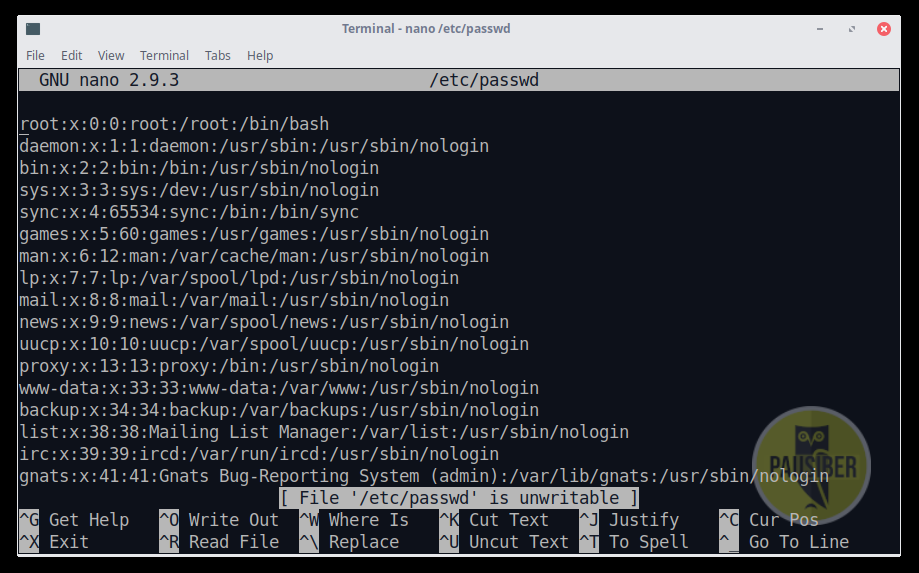 Terminal - nano /etc/passwd
File Edit View Terminal Tabs Help
GNU nano 2.9.3 /etc/passwd
root:x:0:0:root:/root:/bin/bash
daemon:x:1:1:daemon:/usr/sbin:/usr/sbin/nologin
bin:x:2:2:bin:/bin:/usr/sbin/nologin
sys:x:3:3:sys:/dev:/usr/sbin/nologin
sync:x:4:65534:sync:/bin:/bin/sync
games:x:5:60:games:/usr/games:/usr/sbin/nologin
man:x:6:12:man:/var/cache/man:/usr/sbin/nologin
lp:x:7:7:lp:/var/spool/lpd:/usr/sbin/nologin
mail:x:8:8:mail:/var/mail:/usr/sbin/nologin
news:x:9:9:news:/var/spool/news:/usr/sbin/nologin
uucp:x:10:10:uucp:/var/spool/uucp:/usr/sbin/nologin
proxy:x:13:13:proxy:/bin:/usr/sbin/nologin
www-data:x:33:33:www-data:/var/www:/usr/sbin/nologin
backup:x:34:34:backup:/var/backups:/usr/sbin/nologin
list:x:38:38:Mailing List Manager:/var/list:/usr/sbin/nologin
irc:x:39:39:ircd:/var/run/ircd:/usr/sbin/nologin
PAUSIBER
gnats:x:41:41:Gnats Bug-Reporting System (admin):/var/lib/gnats:/usr/sbin/nologin
[ File '/etc/passwd' is unwritable ]
^G Get Help ^O Write Out ^W Where Is ^K Cut Text ^J Justify ^C Cur Pos
^X Exit ^R Read File ^\ Replace ^U Uncut Text ^T To Spell ^_ Go To Line